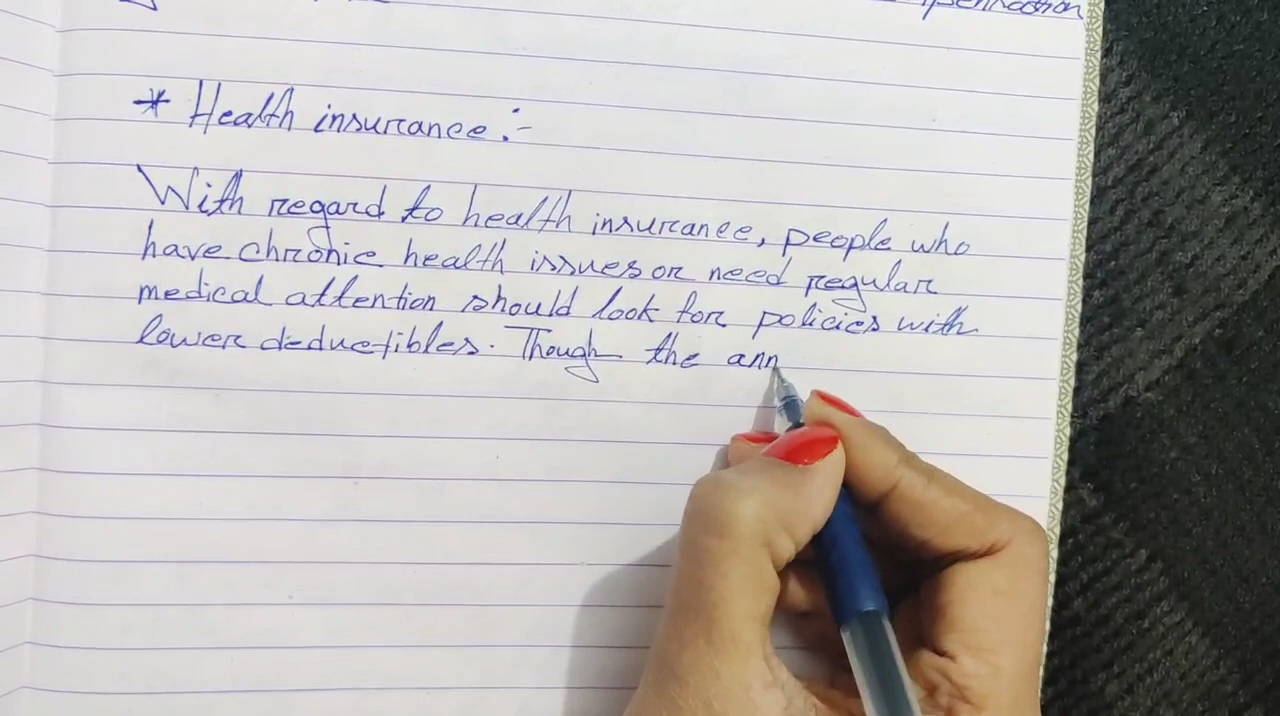 * Health insurance :-
With regard to health insurance, people who
have chronic health issues or need regular
medical attention should look for policies with
lower deductibles. Though the ann